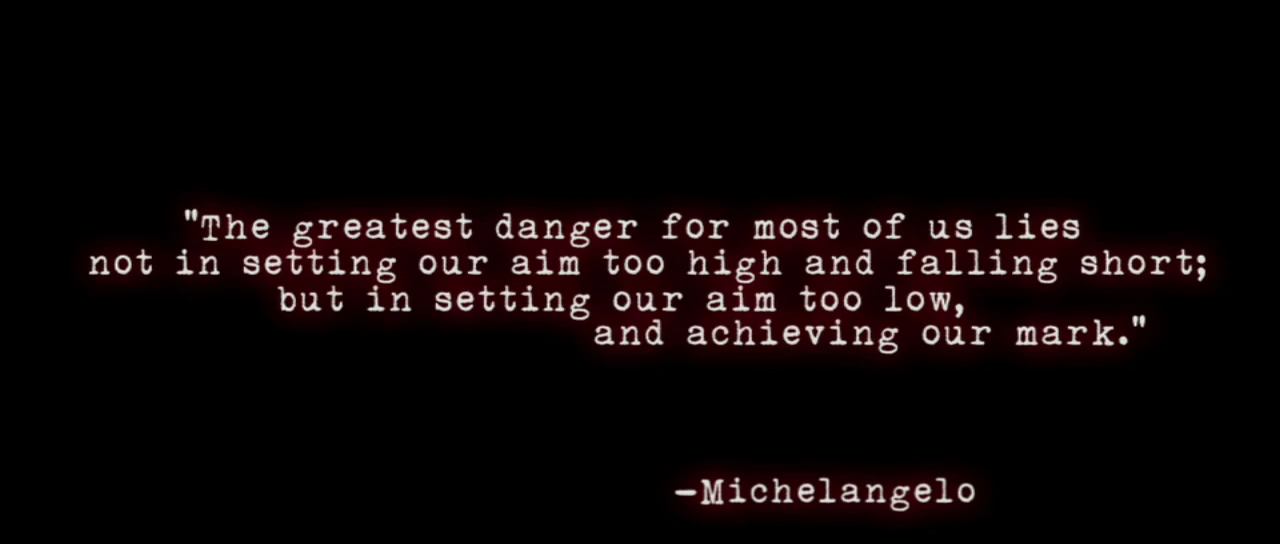 "The greatest danger for most of us lies
not in setting our aim too high and falling short;
but in setting our aim too low,
and achieving our mark."
-Michelangelo